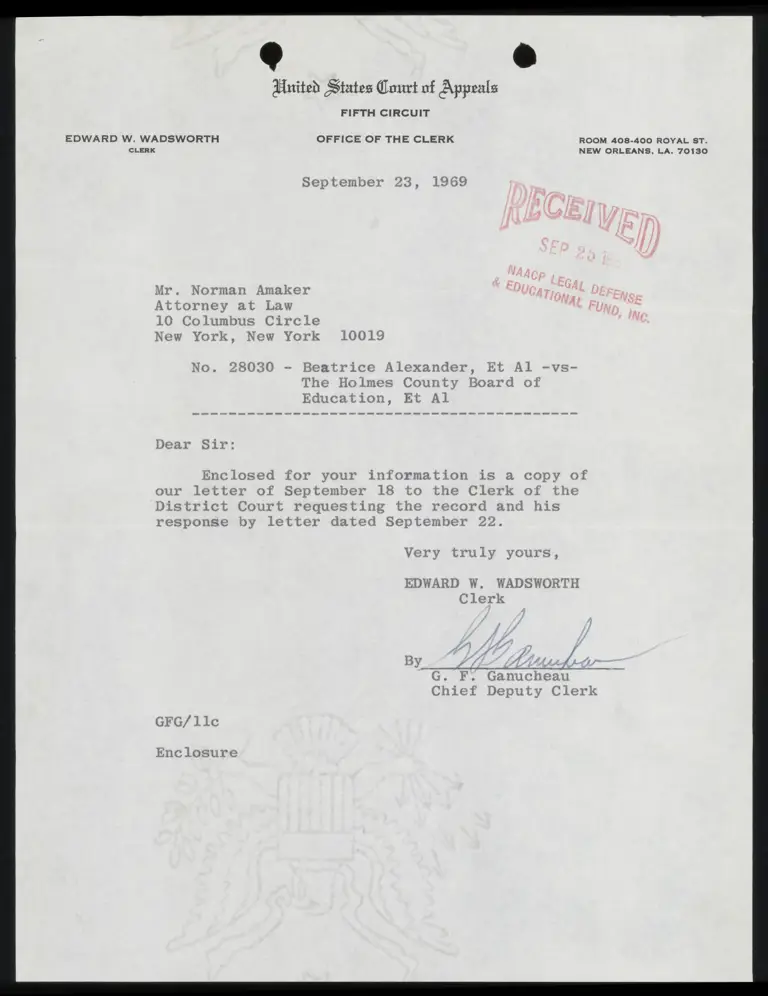 United States Court of Appeals
FIFTH CIRCUIT
EDWARD W. WADSWORTH
CLERK
OFFICE OF THE CLERK
ROOM 408-400 ROYAL ST.
NEW ORLEANS, LA. 70130
September 23, 1969
RECEIVED
SEP 25
NAACP LEGAL DEFENSE
& EDUCATIONAL FUND, INC.
Mr. Norman Amaker
Attorney at Law
10 Columbus Circle
New York, New York 10019
No. 28030 - Beatrice Alexander, Et Al -vs-
The Holmes County Board of
Education, Et Al
Dear Sir:
Enclosed for your information is a copy of
our letter of September 18 to the Clerk of the
District Court requesting the record and his
response by letter dated September 22.
Very truly yours,
EDWARD W. WADSWORTH
Clerk
By G F Ganucheau
G. F. Ganucheau
Chief Deputy Clerk
GFG/llc
Enclosure